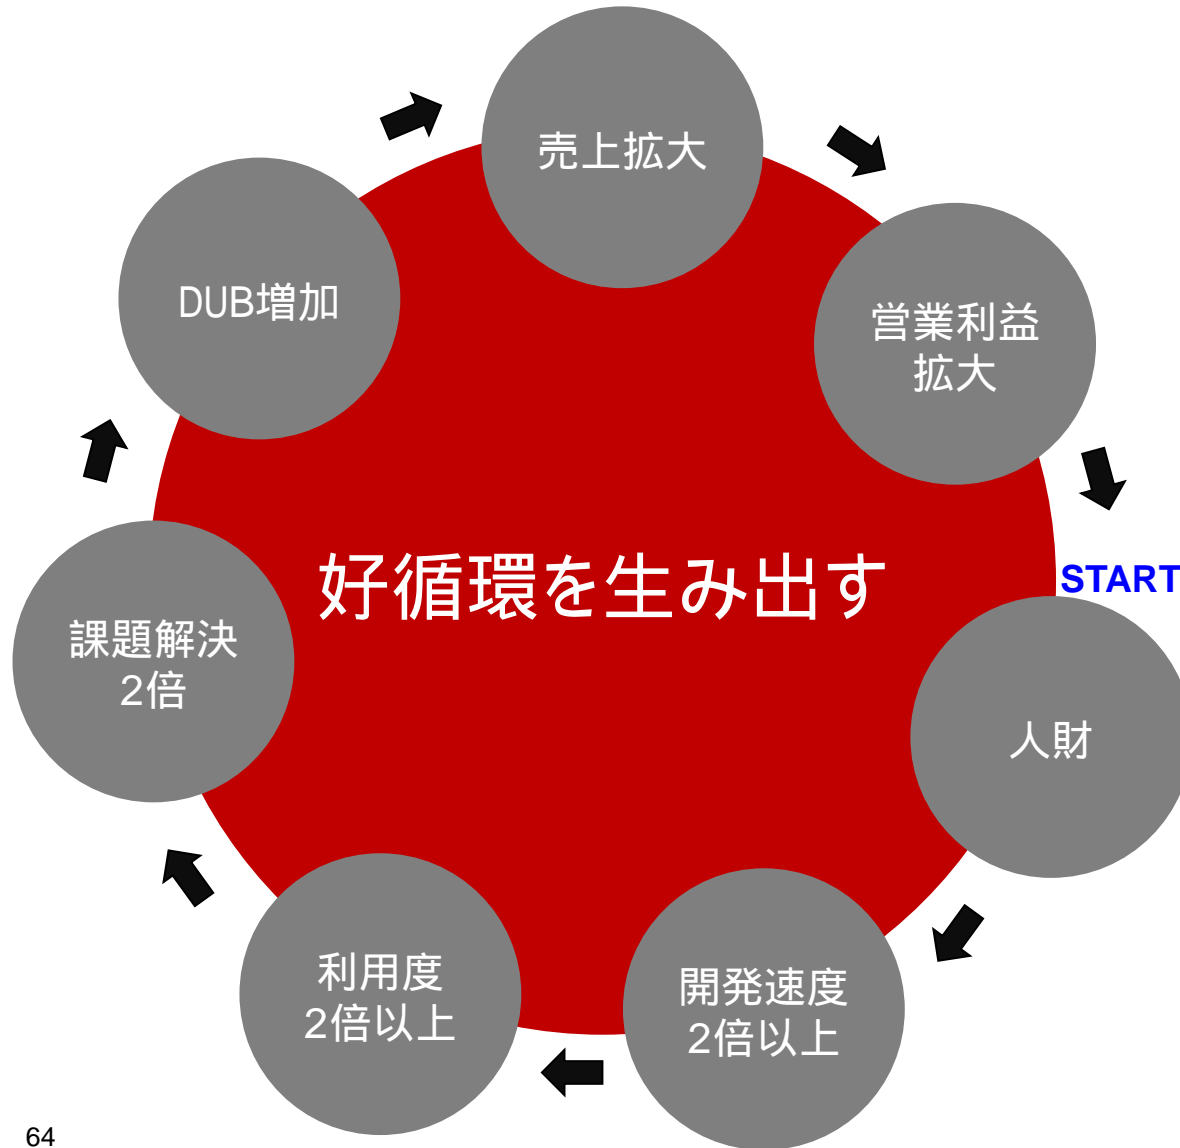 売上拡大
DUB増加
営業利益
拡大
好循環を生み出す
START
課題解決
2倍
人財
利用度
2倍以上
開発速度
2倍以上
64